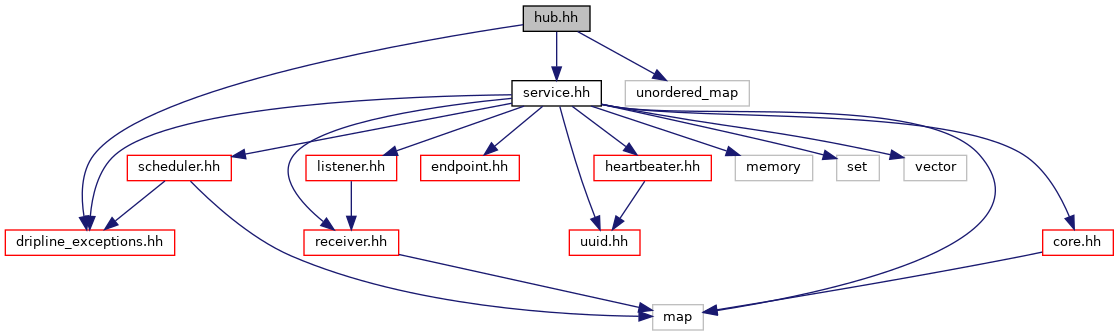 hub.hh
service.hh
unordered_map
scheduler.hh
listener.hh
endpoint.hh
heartbeater.hh
memory
set
vector
dripline_exceptions.hh
receiver.hh
uuid.hh
core.hh
map